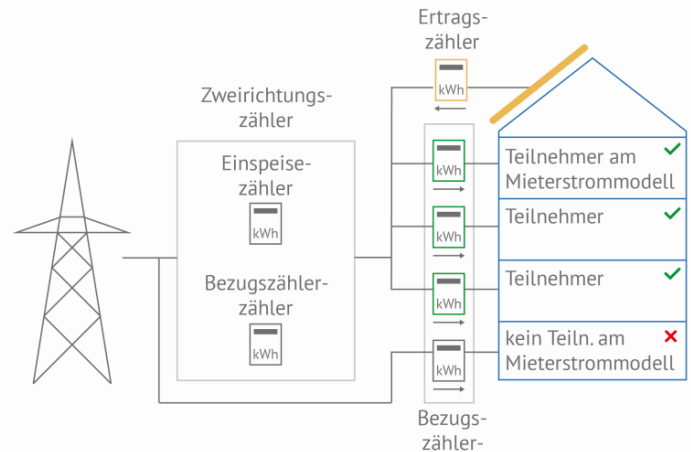 Ertrags-
zähler
kWh
Zweirichtungs-
zähler
Einspeise-
zähler
kWh
Bezugszähler-
zähler
kWh
kWh
kWh
kWh
kWh
Teilnehmer am
Mieterstrommodell
Teilnehmer
Teilnehmer
kein Teiln. am
Mieterstrommodell
Bezugs-
zähler-